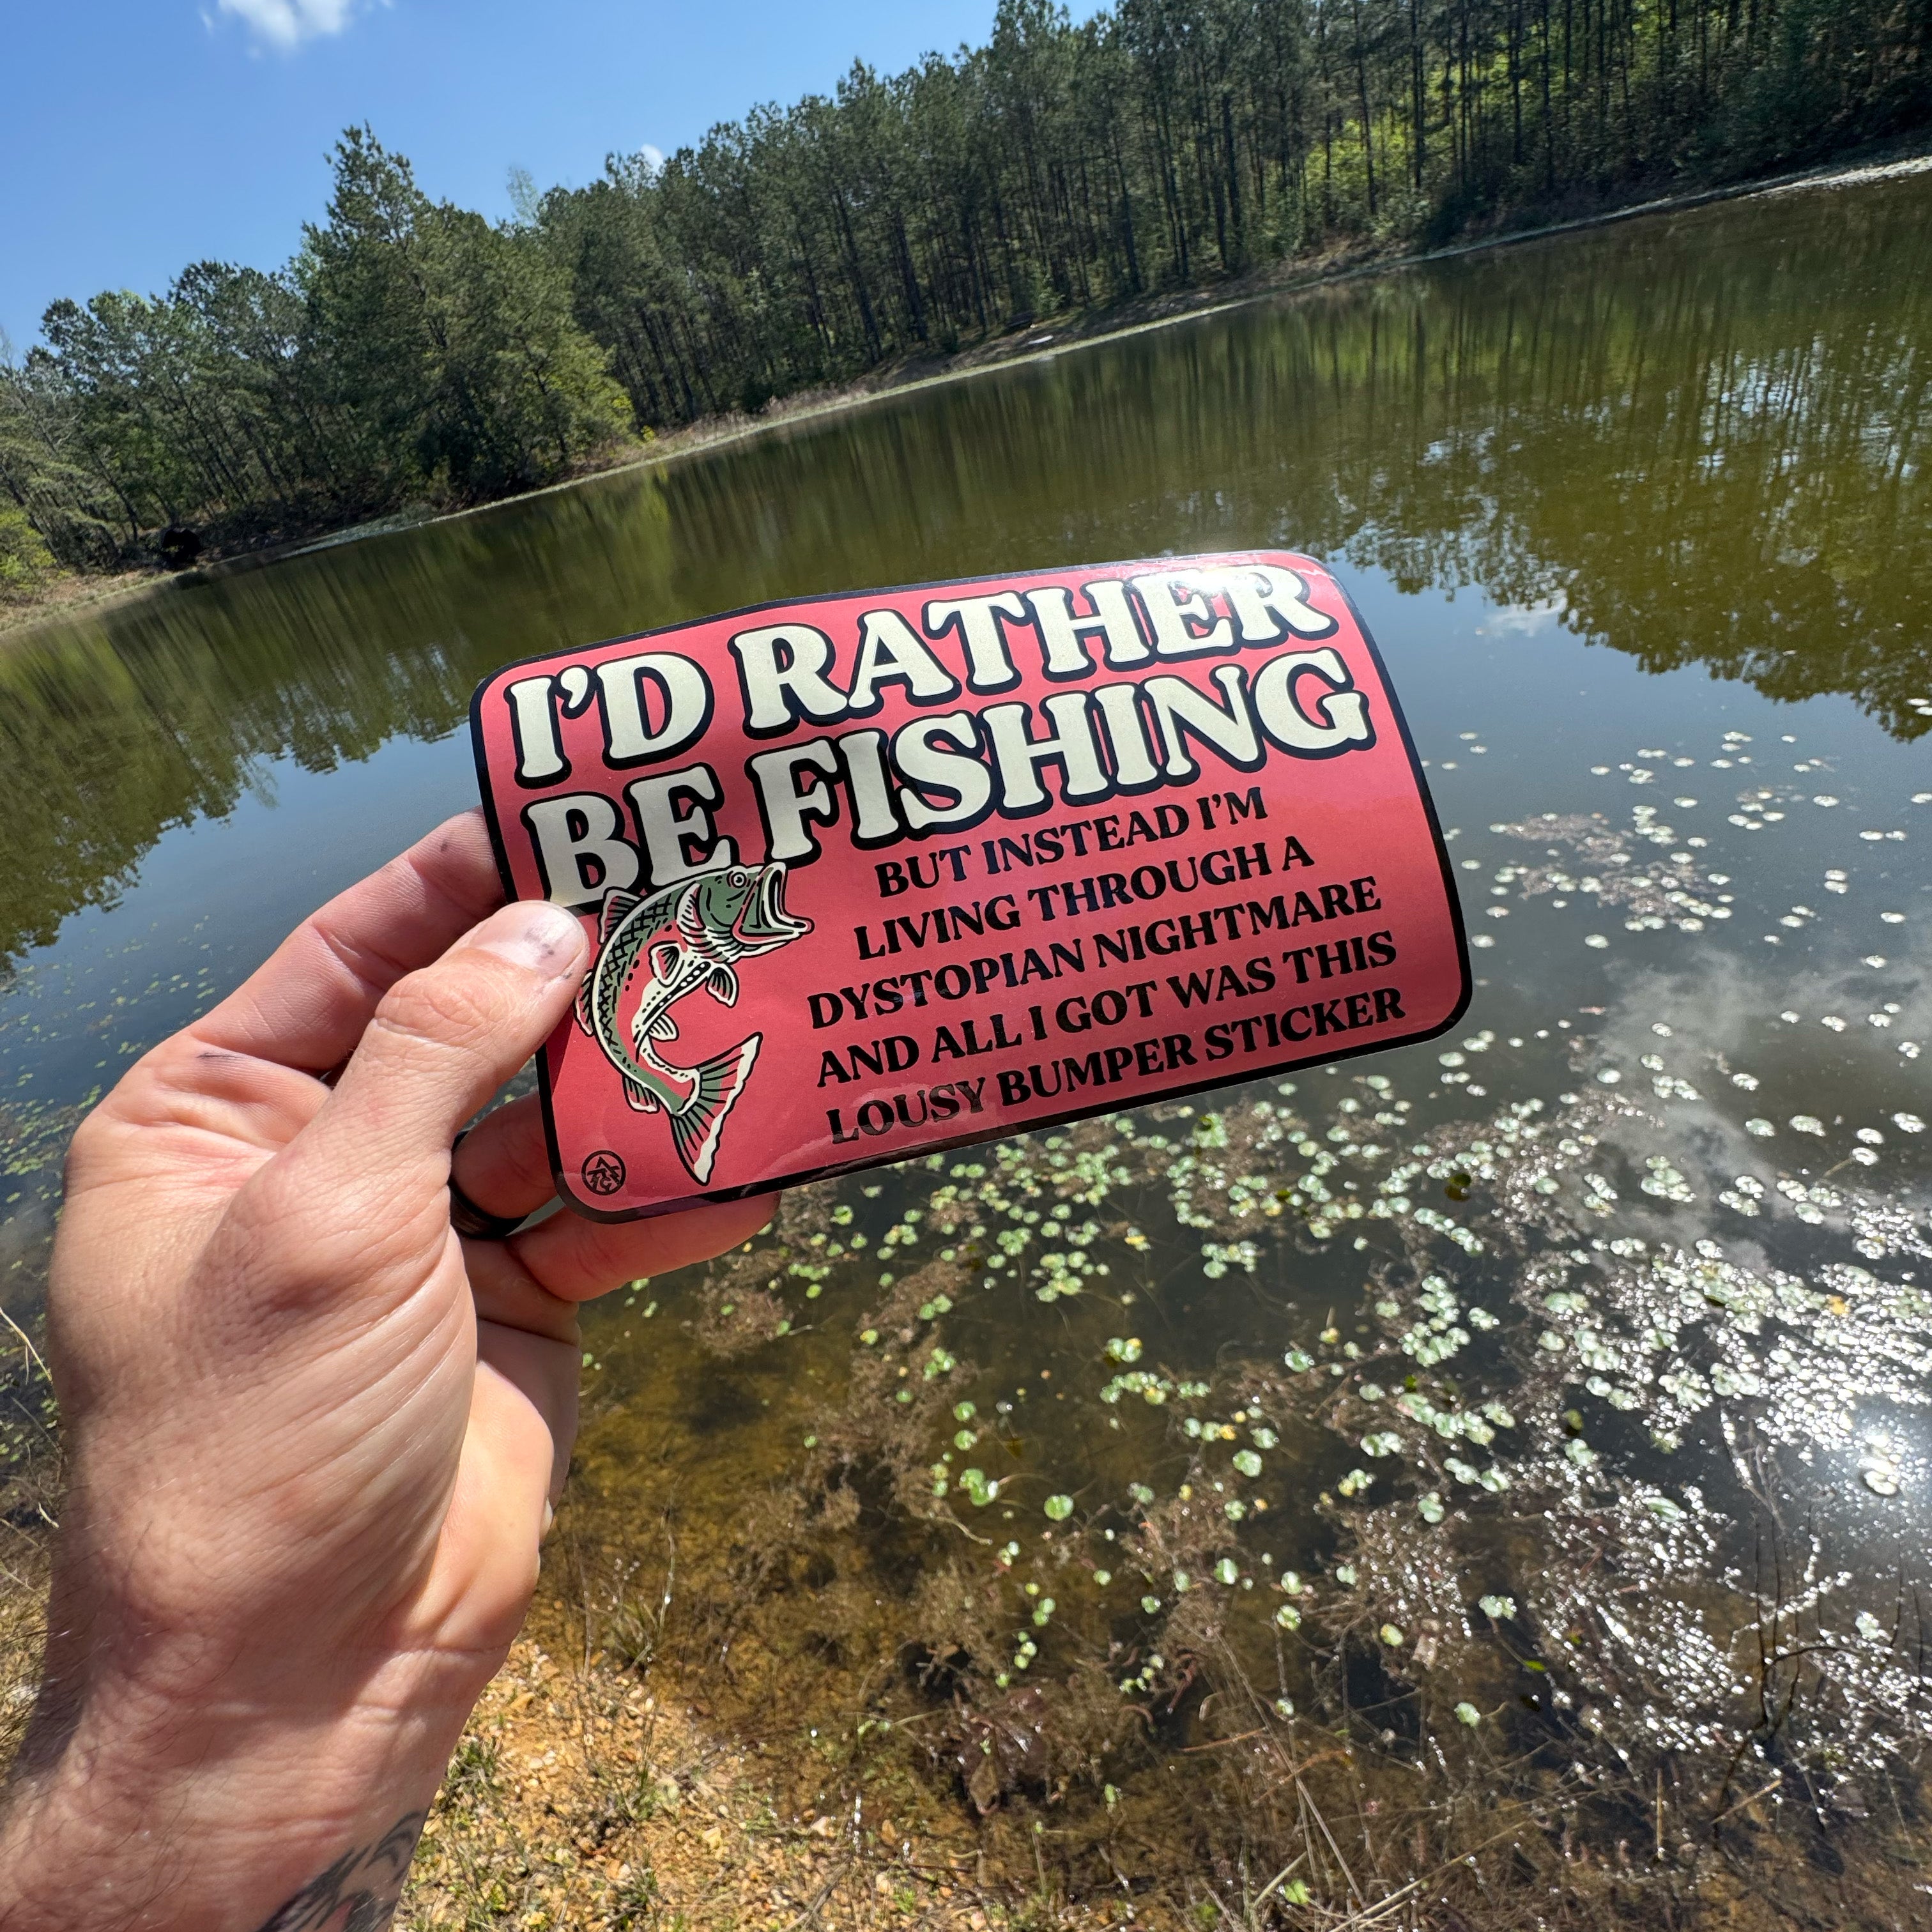 I'D RATHER
BE FISHING
BUT INSTEAD I'M
LIVING THROUGH A
DYSTOPIAN NIGHTMARE
AND ALL I GOT WAS THIS
LOUSY BUMPER STICKER